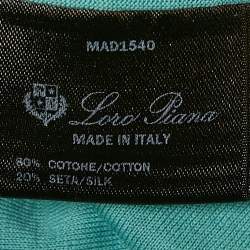 MAD1540
Loro Piana
MADE IN ITALY
80% COTONE/COTTON
20% SETA/SILK